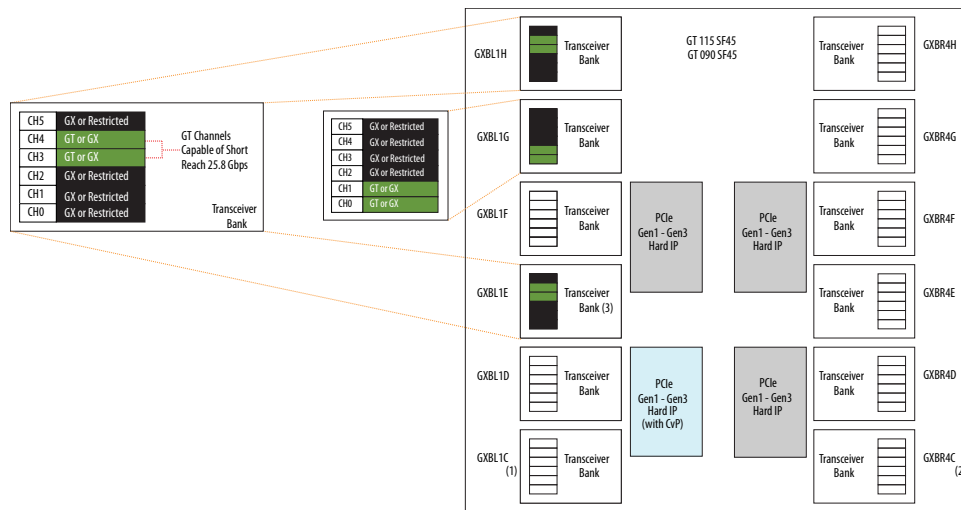 GT 115 SF45
GT 090 SF45
GXBL1H
Transceiver
Bank
Transceiver
Bank
GXBR4H
CH5 GX or Restricted
CH4 GT or GX
CH3 GT or GX
CH2 GX or Restricted
CH1 GX or Restricted
CH0 GX or Restricted
GT Channels
Capable of Short
Reach 25.8 Gbps
Transceiver
Bank
CH5 GX or Restricted
CH4 GX or Restricted
CH3 GX or Restricted
CH2 GX or Restricted
CH1 GT or GX
CH0 GT or GX
GXBL1G
Transceiver
Bank
Transceiver
Bank
GXBR4G
GXBL1F
Transceiver
Bank
PCIe
Gen1 - Gen3
Hard IP
PCIe
Gen1 - Gen3
Hard IP
Transceiver
Bank
GXBR4F
GXBL1E
Transceiver
Bank (3)
Transceiver
Bank
GXBR4E
GXBL1D
Transceiver
Bank
PCIe
Gen1 - Gen3
Hard IP
(with CvP)
PCIe
Gen1 - Gen3
Hard IP
Transceiver
Bank
GXBR4D
GXBL1C
(1)
Transceiver
Bank
Transceiver
Bank
GXBR4C
(2